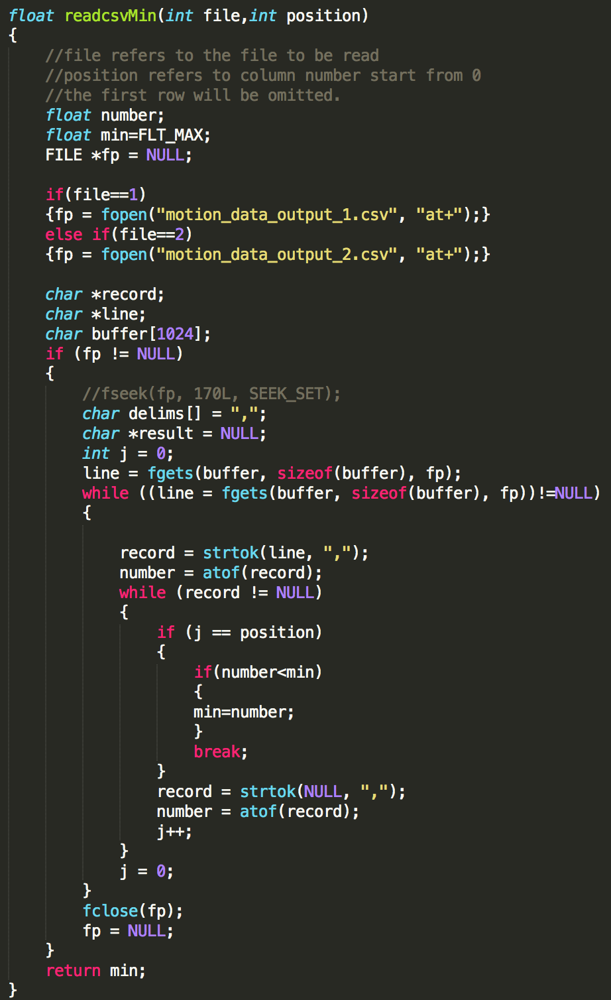 float readcsvMin(int file,int position)
{
    //file refers to the file to be read
    //position refers to column number start from 0
    //the first row will be omitted.
    float number;
    float min=FLT_MAX;
    FILE *fp = NULL;

    if(file==1)
    {fp = fopen("motion_data_output_1.csv", "at+");}
    else if(file==2)
    {fp = fopen("motion_data_output_2.csv", "at+");}

    char *record;
    char *line;
    char buffer[1024];
    if (fp != NULL)
    {
        //fseek(fp, 170L, SEEK_SET);
        char delims[] = ",";
        char *result = NULL;
        int j = 0;
        line = fgets(buffer, sizeof(buffer), fp);
        while ((line = fgets(buffer, sizeof(buffer), fp))!=NULL)
        {

            record = strtok(line, ",");
            number = atof(record);
            while (record != NULL)
            {
                if (j == position)
                {
                    if(number<min)
                    {
                    min=number;
                    }
                    break;
                }
                record = strtok(NULL, ",");
                number = atof(record);
                j++;
            }
            j = 0;
        }
        fclose(fp);
        fp = NULL;
    }
    return min;
}